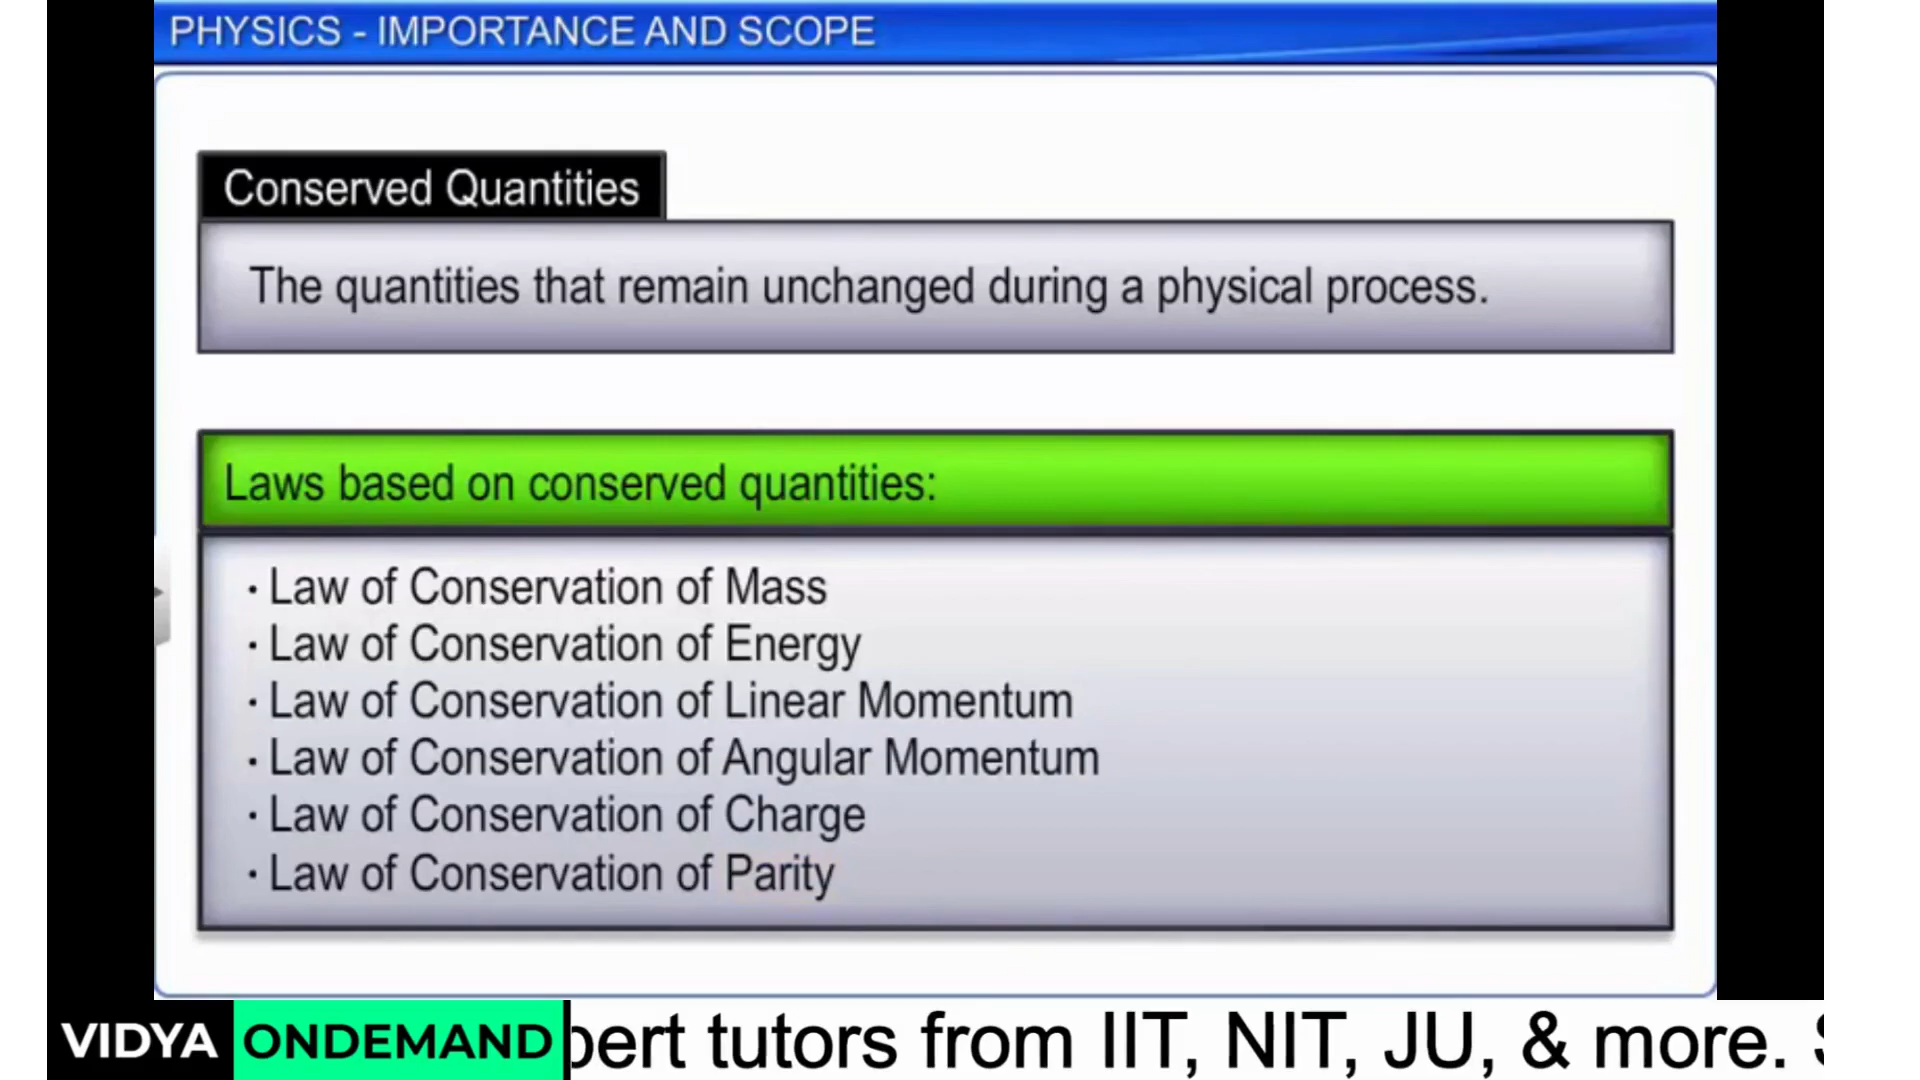 PHYSICS - IMPORTANCE AND SCOPE
Conserved Quantities
The quantities that remain unchanged during a physical process.
Laws based on conserved quantities:
· Law of Conservation of Mass
· Law of Conservation of Energy
· Law of Conservation of Linear Momentum
· Law of Conservation of Angular Momentum
· Law of Conservation of Charge
· Law of Conservation of Parity
VIDYA ONDEMAND pert tutors from IIT, NIT, JU, & more.